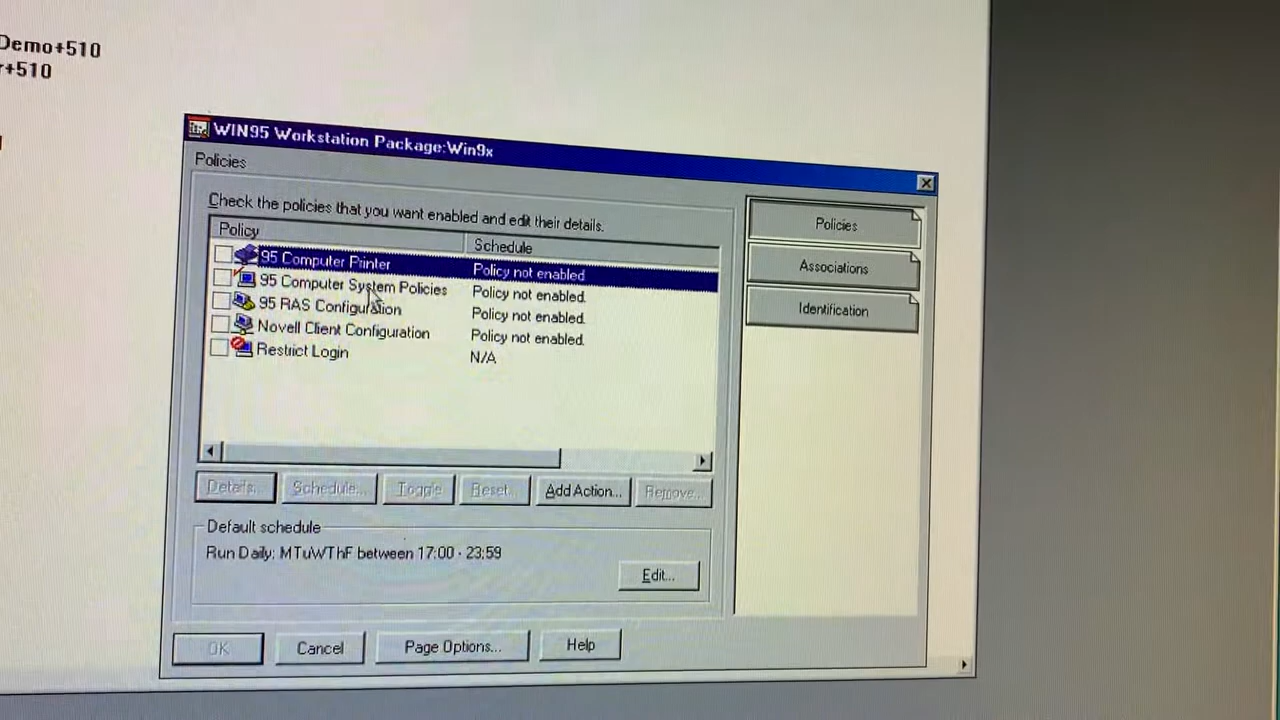 Demo+510
r+510
WIN95 Workstation Package:Win9x
Policies
Check the policies that you want enabled and edit their details.
Policy Schedule
95 Computer Printer Policy not enabled
95 Computer System Policies Policy not enabled.
95 RAS Configuration Policy not enabled.
Novell Client Configuration Policy not enabled.
Restrict Login N/A
Details... Schedule... Toggle Reset... Add Action... Remove...
Default schedule
Run Daily: MTuWThF between 17:00 - 23:59
Edit...
OK Cancel Page Options... Help
Policies
Associations
Identification